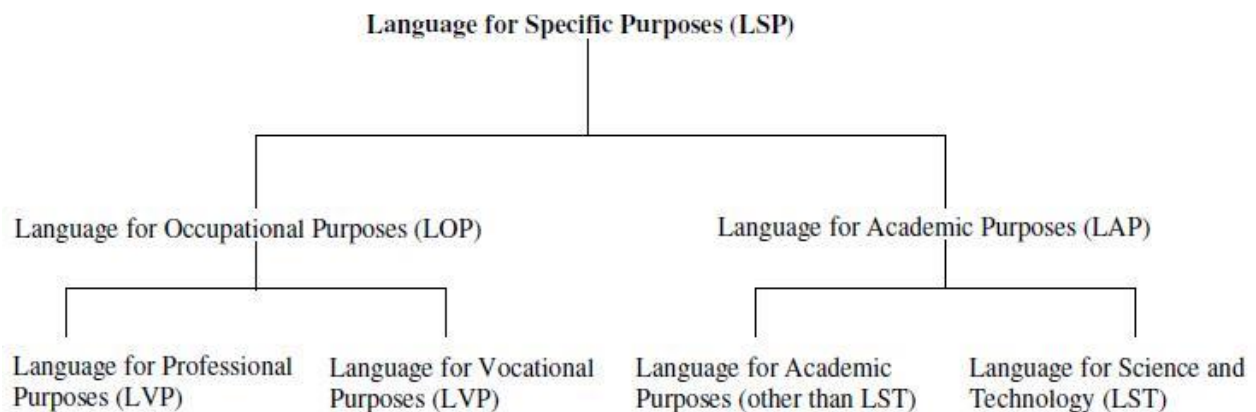 Language for Specific Purposes (LSP)
Language for Occupational Purposes (LOP)
Language for Academic Purposes (LAP)
Language for Professional
Purposes (LVP)
Language for Vocational
Purposes (LVP)
Language for Academic
Purposes (other than LST)
Language for Science and
Technology (LST)